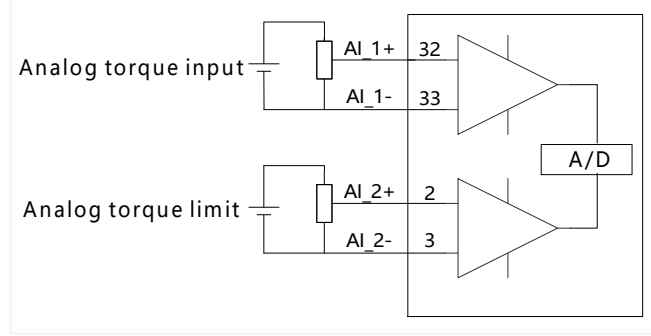 AI_1+ 32
Analog torque input
AI_1- 33
A/D
AI_2+ 2
Analog torque limit
AI_2- 3